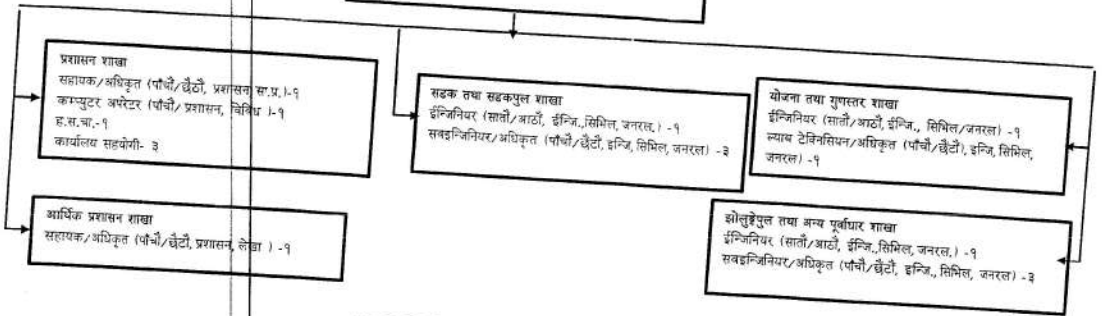 प्रशासन शाखा
सहायक/अधिकृत (पाँचौ/छैटौं, प्रशासन, सा.प्र.)-१
कम्प्युटर अपरेटर (पाँचौ/प्रशासन, विविध )-१
ह.स.चा.-१
कार्यालय सहयोगी- ३
आर्थिक प्रशासन शाखा
सहायक/अधिकृत (पाँचौ/छैटौं, प्रशासन, लेखा ) -१
सडक तथा सडकपुल शाखा
ईन्जिनियर (सातौ/आठौं, ईन्जि.,सिभिल, जनरल.) -१
सवइन्जिनियर/अधिकृत (पाँचौ/छैटौं, इन्जि, सिभिल, जनरल) -३
योजना तथा गुणस्तर शाखा
ईन्जिनियर (सातौ/आठौं, ईन्जि., सिभिल/जनरल) -१
ल्याब टेक्निसियन/अधिकृत (पाँचौ/छैटौं), इन्जि, सिभिल,
जनरल) -१
झोलुङ्गेपुल तथा अन्य पूर्वाधार शाखा
ईन्जिनियर (सातौ/आठौं, ईन्जि.,सिभिल, जनरल.) -१
सवइन्जिनियर/अधिकृत (पाँचौ/छैटौं, इन्जि., सिभिल, जनरल) -३